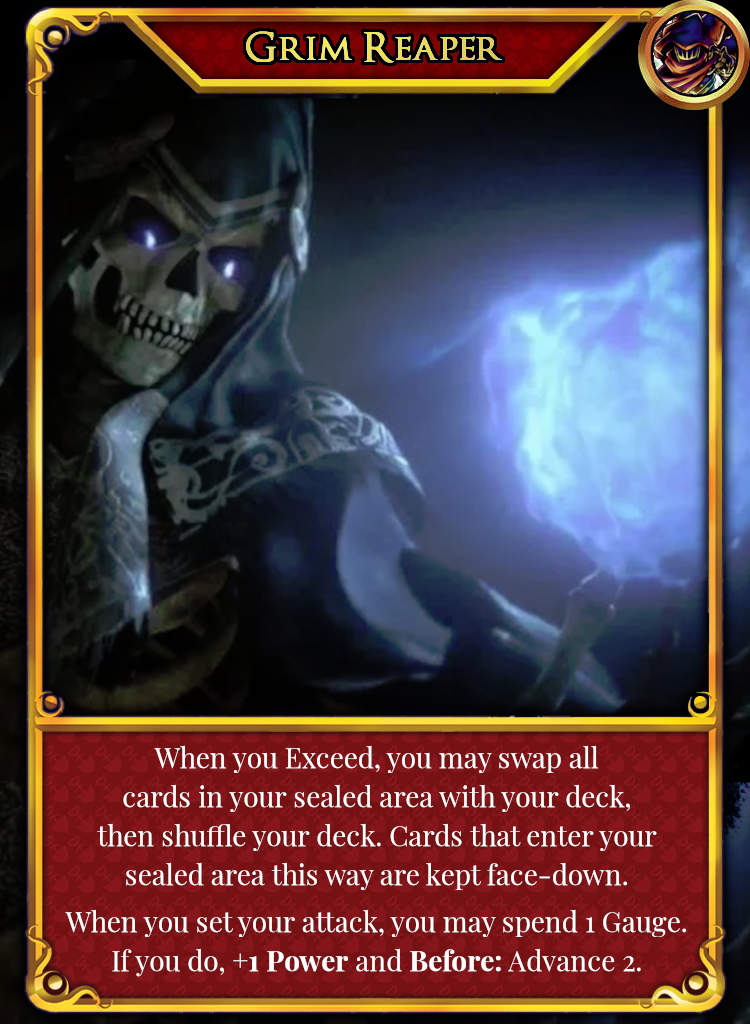 Grim Reaper
When you Exceed, you may swap all
cards in your sealed area with your deck,
then shuffle your deck. Cards that enter your
sealed area this way are kept face-down.
When you set your attack, you may spend 1 Gauge.
If you do, +1 Power and Before: Advance 2.